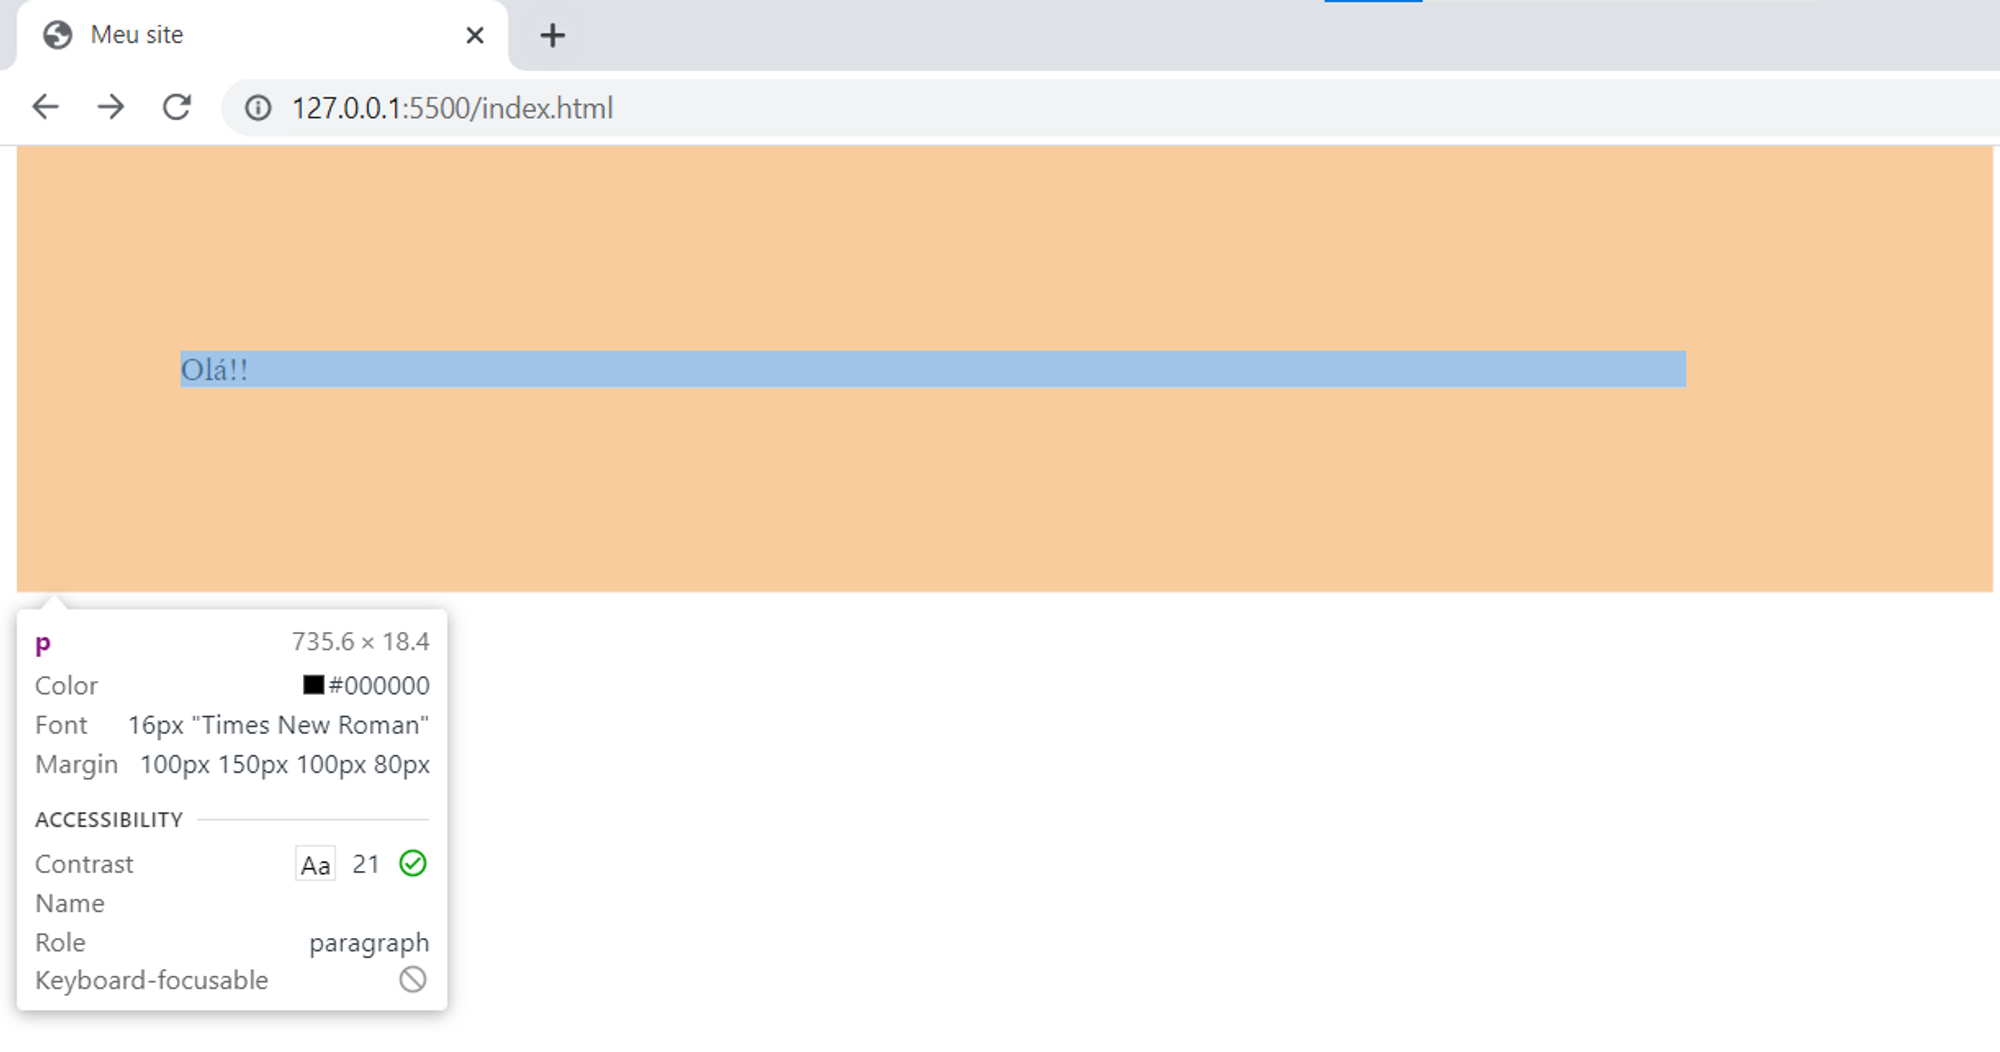 Meu site
127.0.0.1:5500/index.html
Olá!!
p 735.6 × 18.4
Color #000000
Font 16px "Times New Roman"
Margin 100px 150px 100px 80px
ACCESSIBILITY
Contrast Aa 21
Name
Role paragraph
Keyboard-focusable